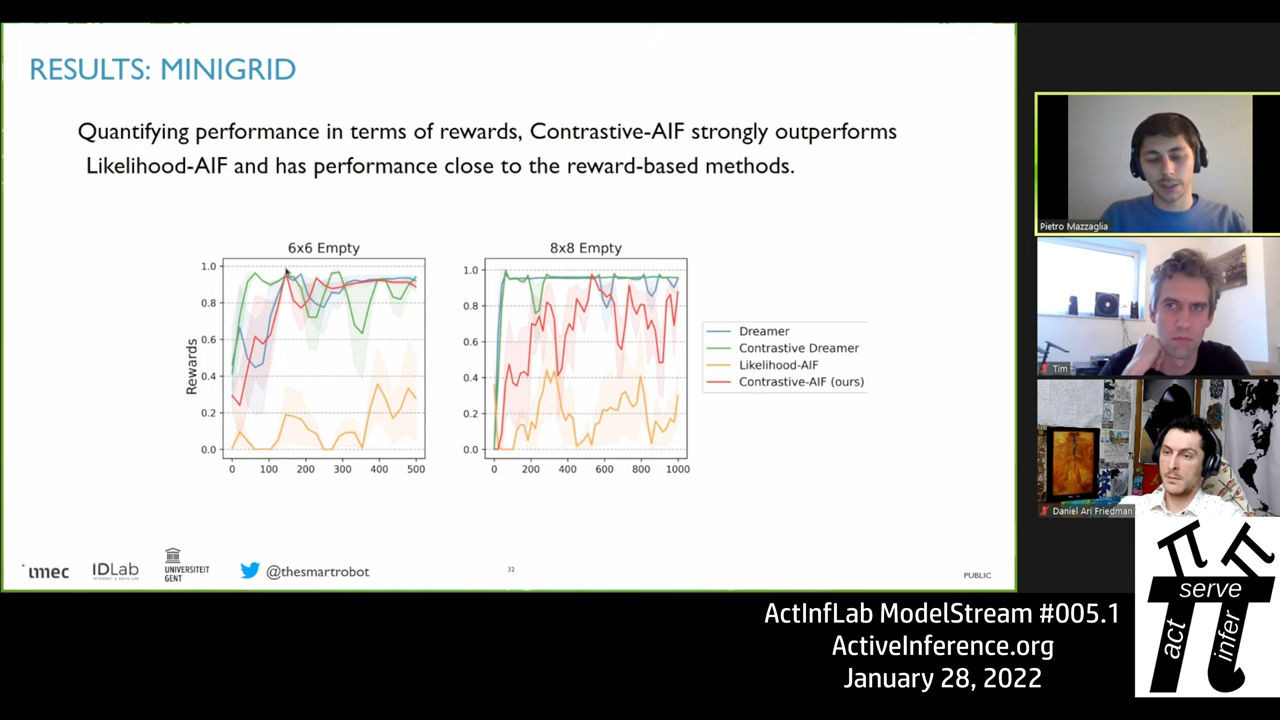 RESULTS: MINIGRID
Quantifying performance in terms of rewards, Contrastive-AIF strongly outperforms
Likelihood-AIF and has performance close to the reward-based methods.
6x6 Empty
8x8 Empty
Rewards
1.0
0.8
0.6
0.4
0.2
0.0
0 100 200 300 400 500
1.0
0.8
0.6
0.4
0.2
0.0
0 200 400 600 800 1000
Dreamer
Contrastive Dreamer
Likelihood-AIF
Contrastive-AIF (ours)
imec
IDLab
INTERNET & DATA LAB
UNIVERSITEIT
GENT
@thesmartrobot
32
PUBLIC
Pietro Mazzaglia
Tim
Daniel Ari Friedman
ActInfLab ModelStream #005.1
ActiveInference.org
January 28, 2022
serve
act
infer